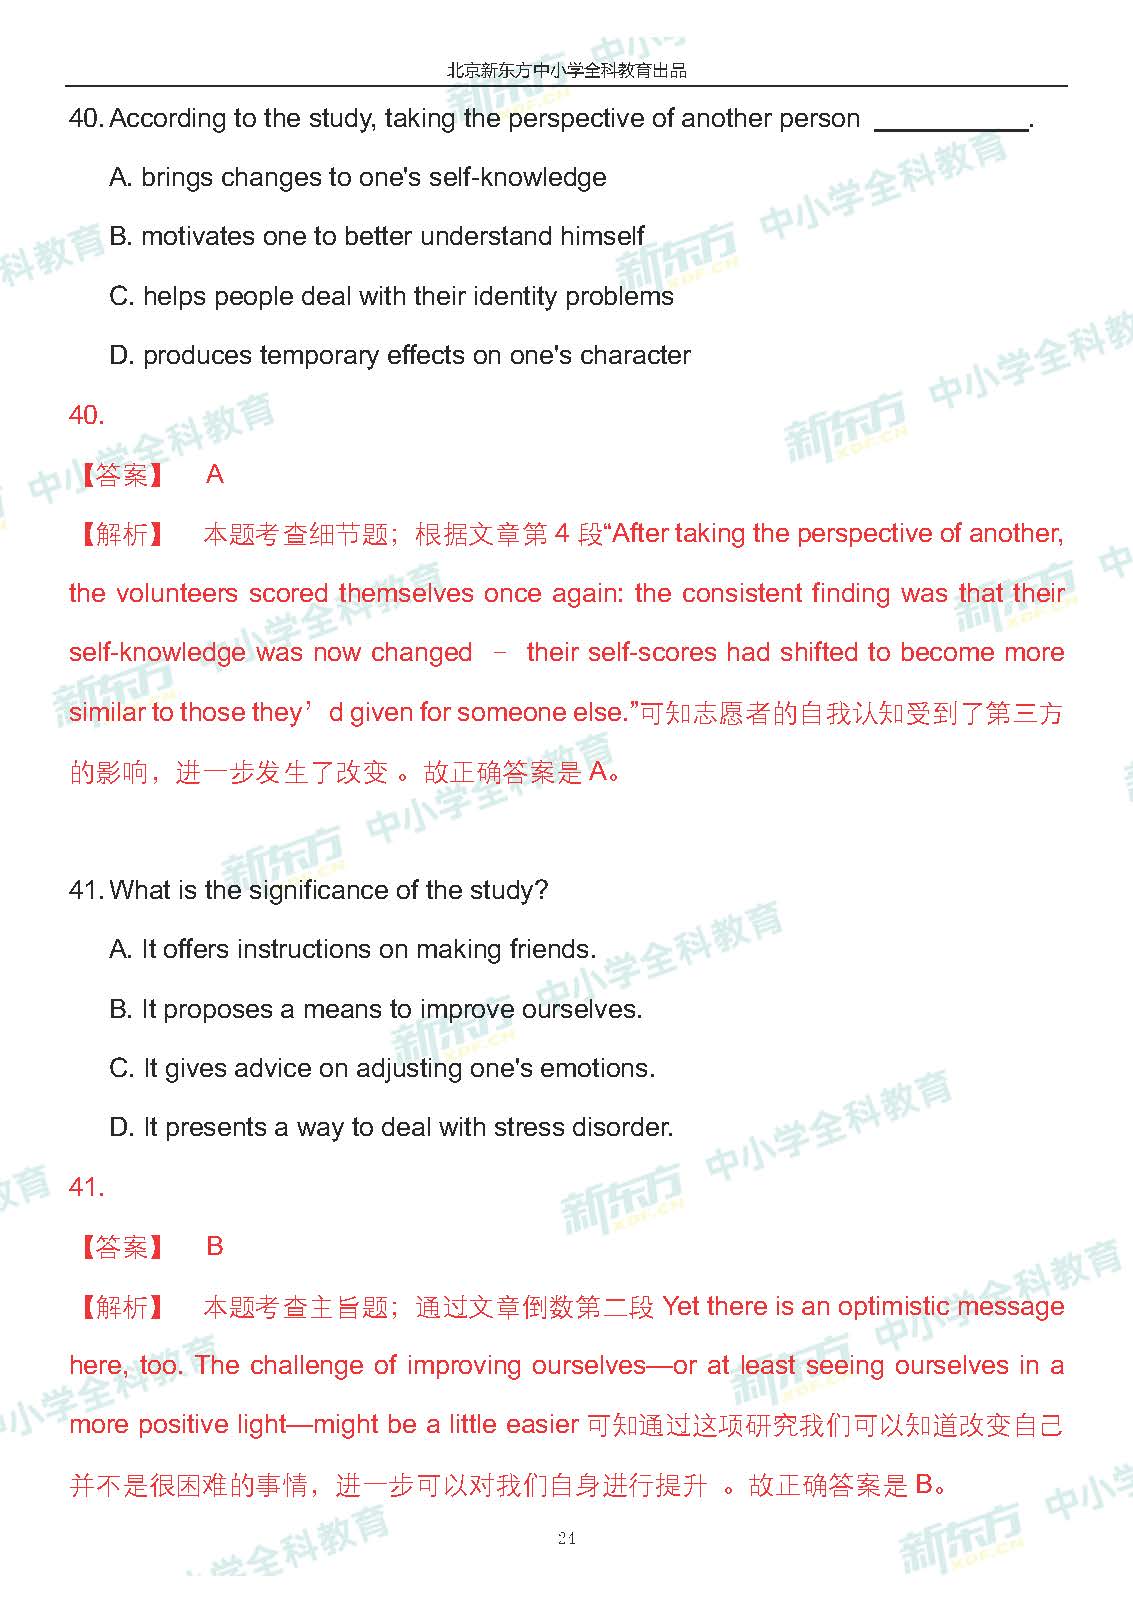 北京新东方中小学全科教育出品
40. According to the study, taking the perspective of another person ___________.
A. brings changes to one's self-knowledge
B. motivates one to better understand himself
C. helps people deal with their identity problems
D. produces temporary effects on one's character
40.
【答案】 A
【解析】 本题考查细节题；根据文章第 4 段“After taking the perspective of another,
the volunteers scored themselves once again: the consistent finding was that their
self-knowledge was now changed – their self-scores had shifted to become more
similar to those they’d given for someone else.”可知志愿者的自我认知受到了第三方
的影响，进一步发生了改变 。故正确答案是 A。
41. What is the significance of the study?
A. It offers instructions on making friends.
B. It proposes a means to improve ourselves.
C. It gives advice on adjusting one's emotions.
D. It presents a way to deal with stress disorder.
41.
【答案】 B
【解析】 本题考查主旨题；通过文章倒数第二段 Yet there is an optimistic message
here, too. The challenge of improving ourselves—or at least seeing ourselves in a
more positive light—might be a little easier 可知通过这项研究我们可以知道改变自己
并不是很困难的事情，进一步可以对我们自身进行提升 。故正确答案是 B。
24